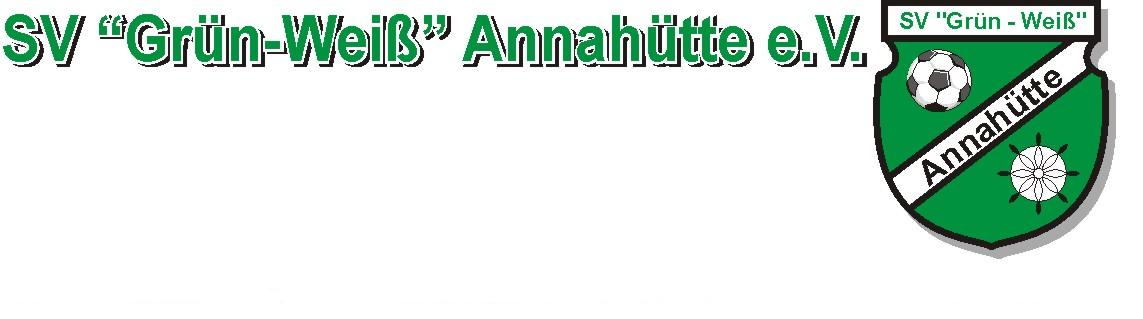 SV “Grün-Weiß” Annahütte e.V.
SV "Grün - Weiß"
Annahütte